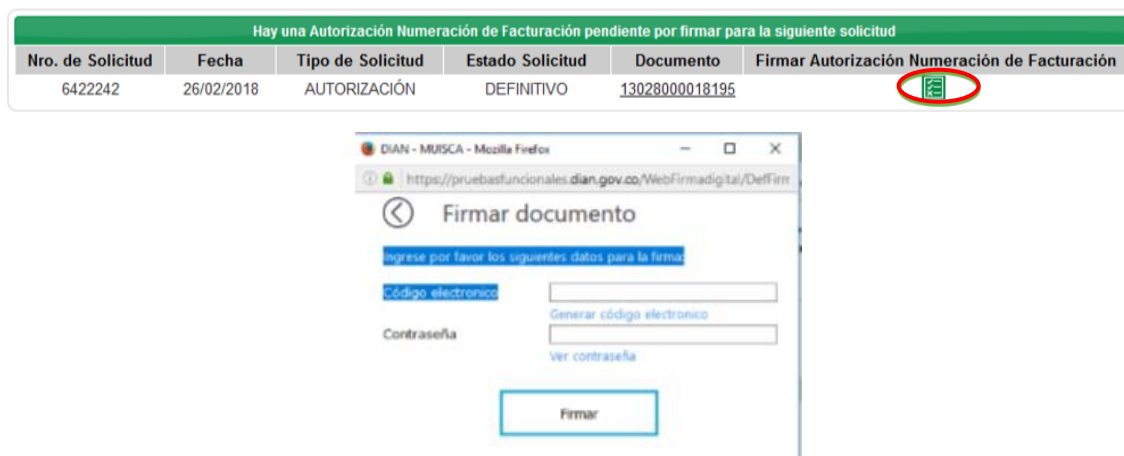 Hay una Autorización Numeración de Facturación pendiente por firmar para la siguiente solicitud
Nro. de Solicitud Fecha Tipo de Solicitud Estado Solicitud Documento Firmar Autorización Numeración de Facturación
6422242 26/02/2018 AUTORIZACIÓN DEFINITIVO 13028000018195
DIAN - MUISCA - Mozilla Firefox
https://pruebasfuncionales.dian.gov.co/WebFirmadigital/DefFirm
Firmar documento
Ingrese por favor los siguientes datos para la firma:
Código electronico
Generar código electronico
Contraseña
Ver contraseña
Firmar